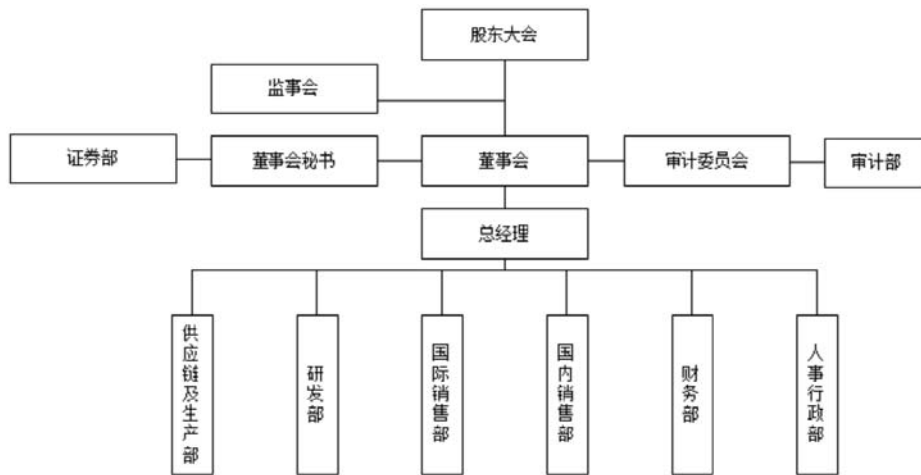 股东大会
监事会
证券部
董事会秘书
董事会
审计委员会
审计部
总经理
供应链及生产部
研发部
国际销售部
国内销售部
财务部
人事行政部